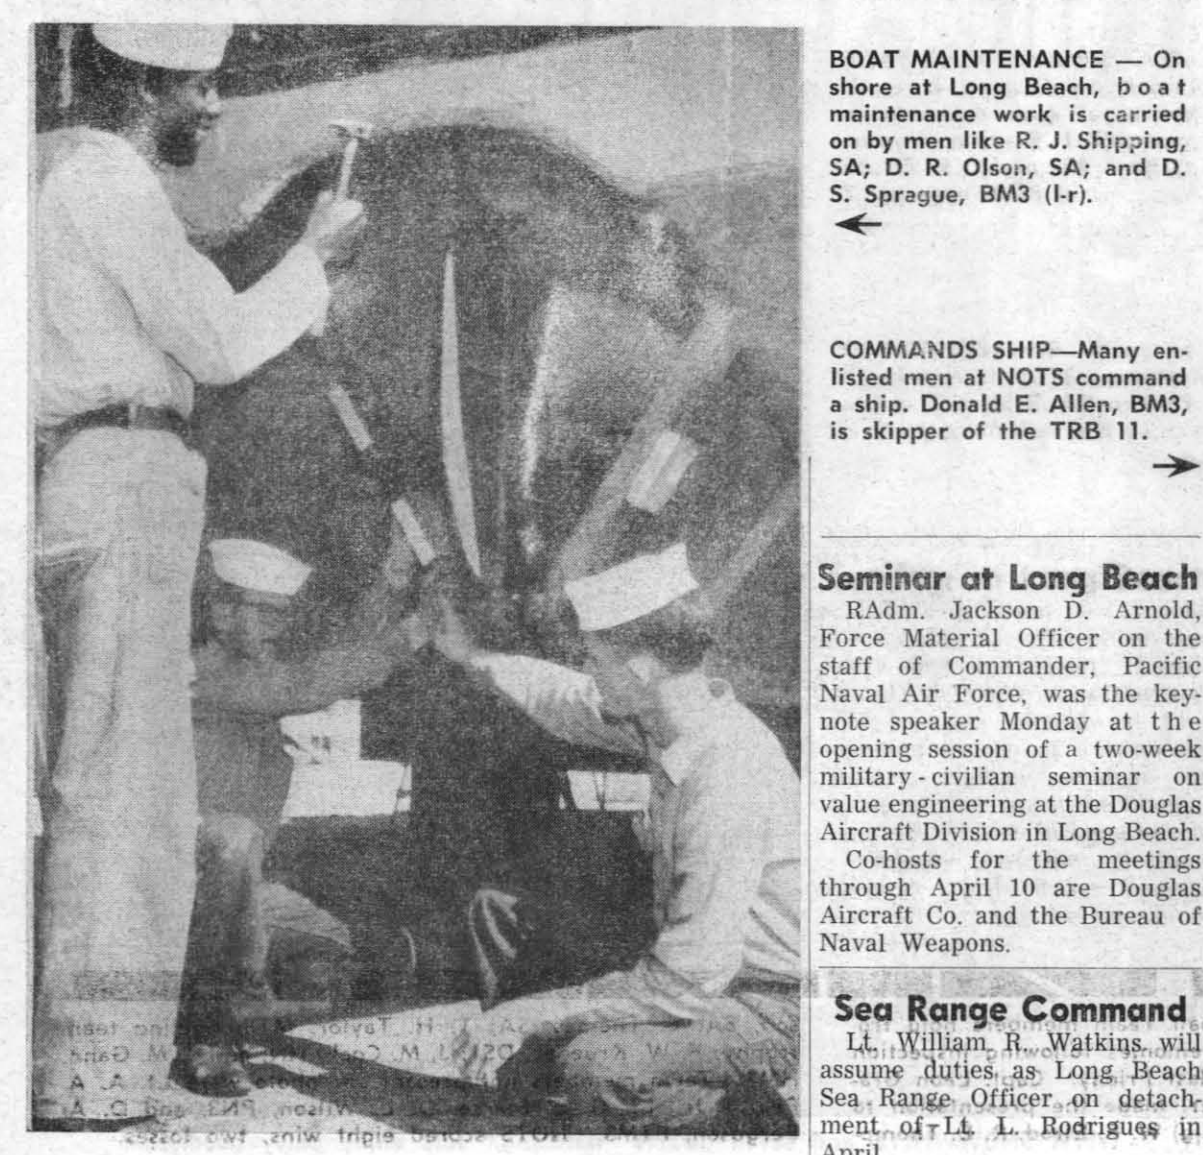 BOAT MAINTENANCE — On
shore at Long Beach, boat
maintenance work is carried
on by men like R. J. Shipping,
SA; D. R. Olson, SA; and D.
S. Sprague, BM3 (l-r).
COMMANDS SHIP—Many en-
listed men at NOTS command
a ship. Donald E. Allen, BM3,
is skipper of the TRB 11.
Seminar at Long Beach
RAdm. Jackson D. Arnold,
Force Material Officer on the
staff of Commander, Pacific
Naval Air Force, was the key-
note speaker Monday at the
opening session of a two-week
military - civilian seminar on
value engineering at the Douglas
Aircraft Division in Long Beach.
Co-hosts for the meetings
through April 10 are Douglas
Aircraft Co. and the Bureau of
Naval Weapons.
Sea Range Command
Lt. William R. Watkins will
assume duties as Long Beach
Sea Range Officer on detach-
ment of Lt. L. Rodrigues in
April